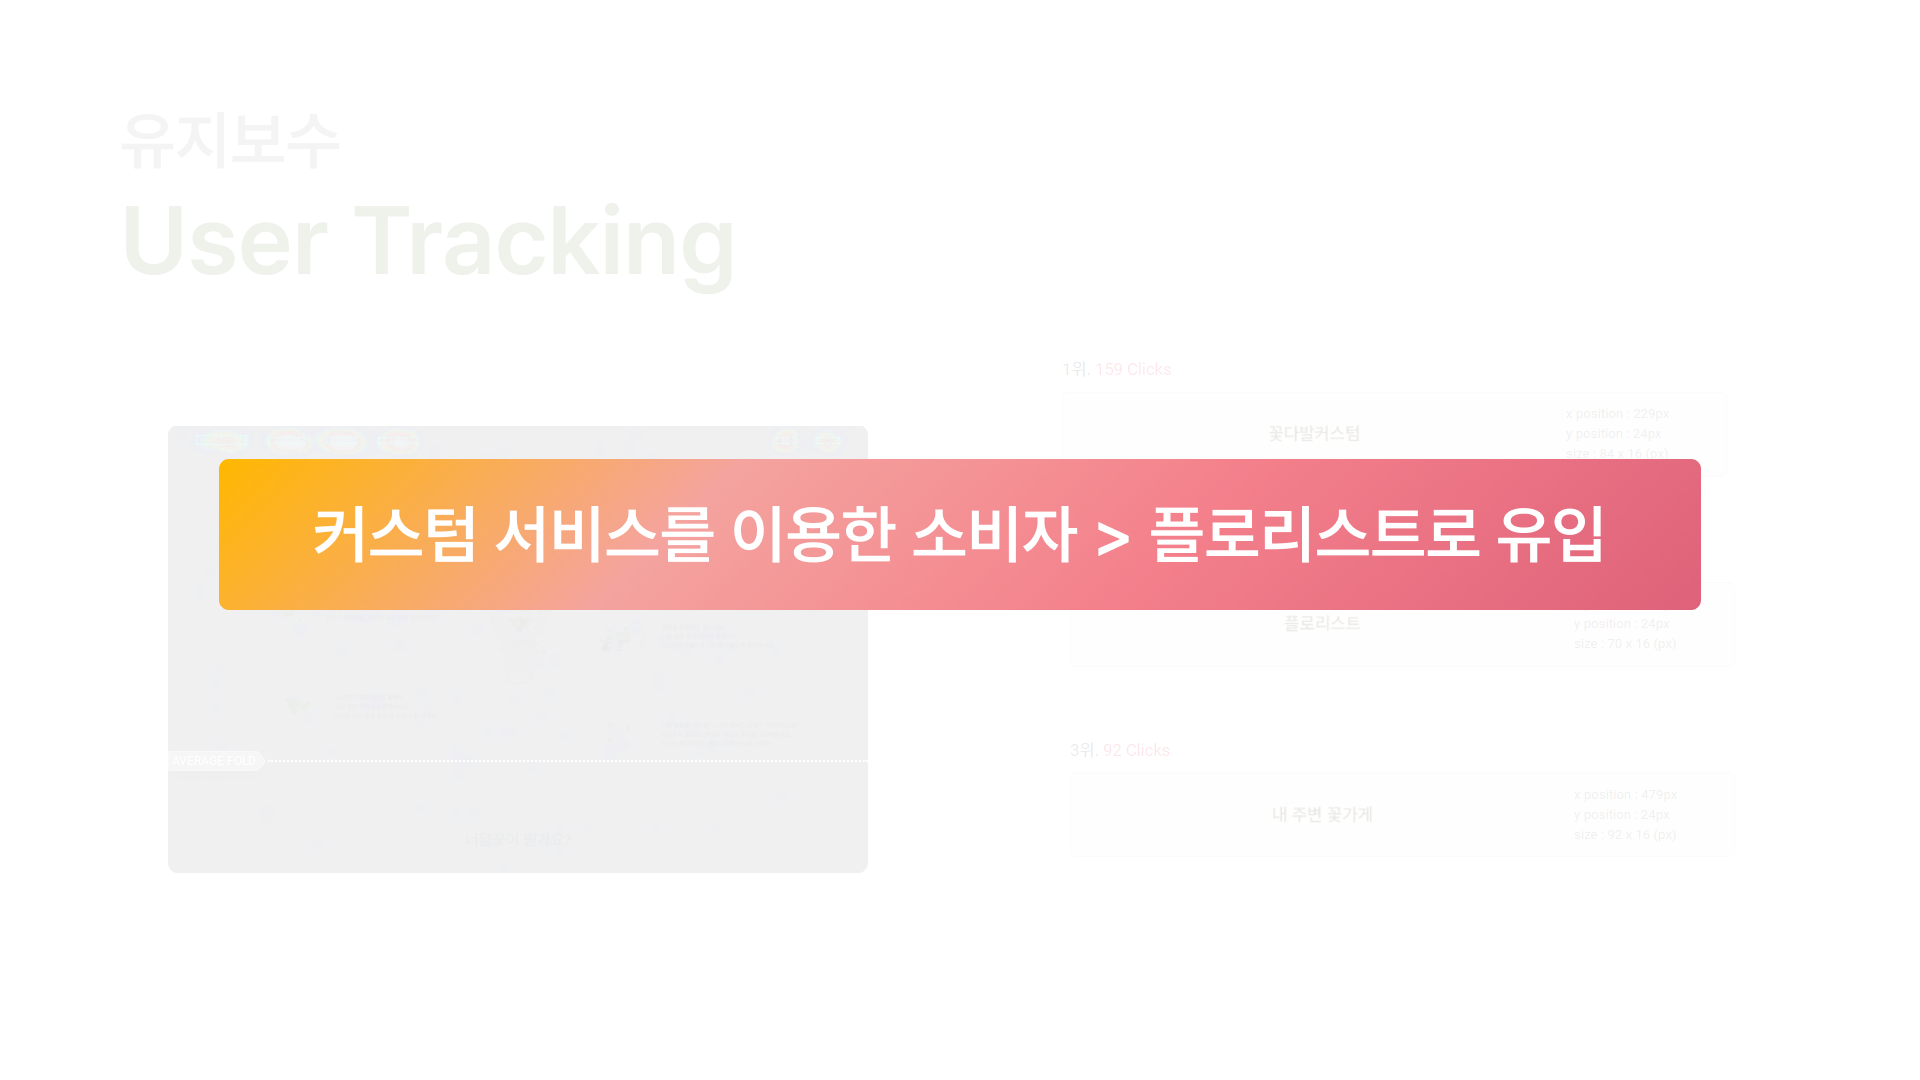 유지보수
User Tracking
1위. 159 Clicks
꽃다발커스텀
x position : 229px
y position : 24px
size : 84 x 16 (px)
커스텀 서비스를 이용한 소비자 > 플로리스트로 유입
플로리스트
y position : 24px
size : 70 x 16 (px)
AVERAGE FOLD
3위. 92 Clicks
내 주변 꽃가게
x position : 479px
y position : 24px
size : 92 x 16 (px)